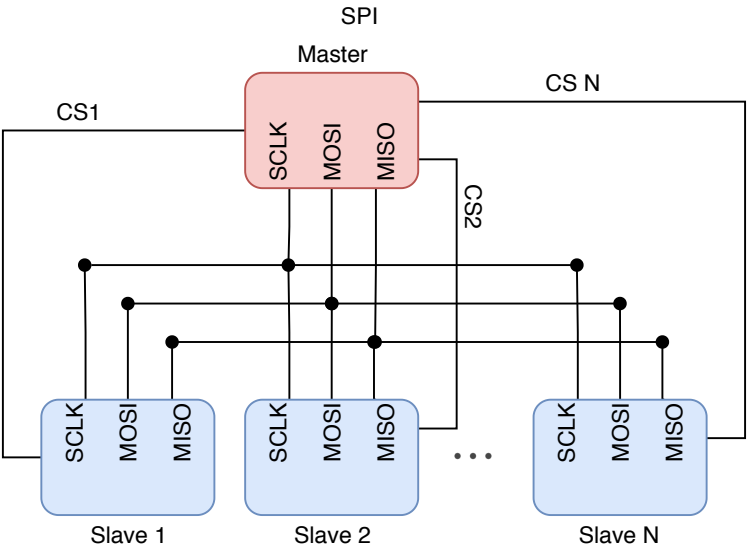 SPI
Master
CS1
CS N
SCLK
MOSI
MISO
CS2
SCLK
MOSI
MISO
SCLK
MOSI
MISO
...
SCLK
MOSI
MISO
Slave 1
Slave 2
Slave N